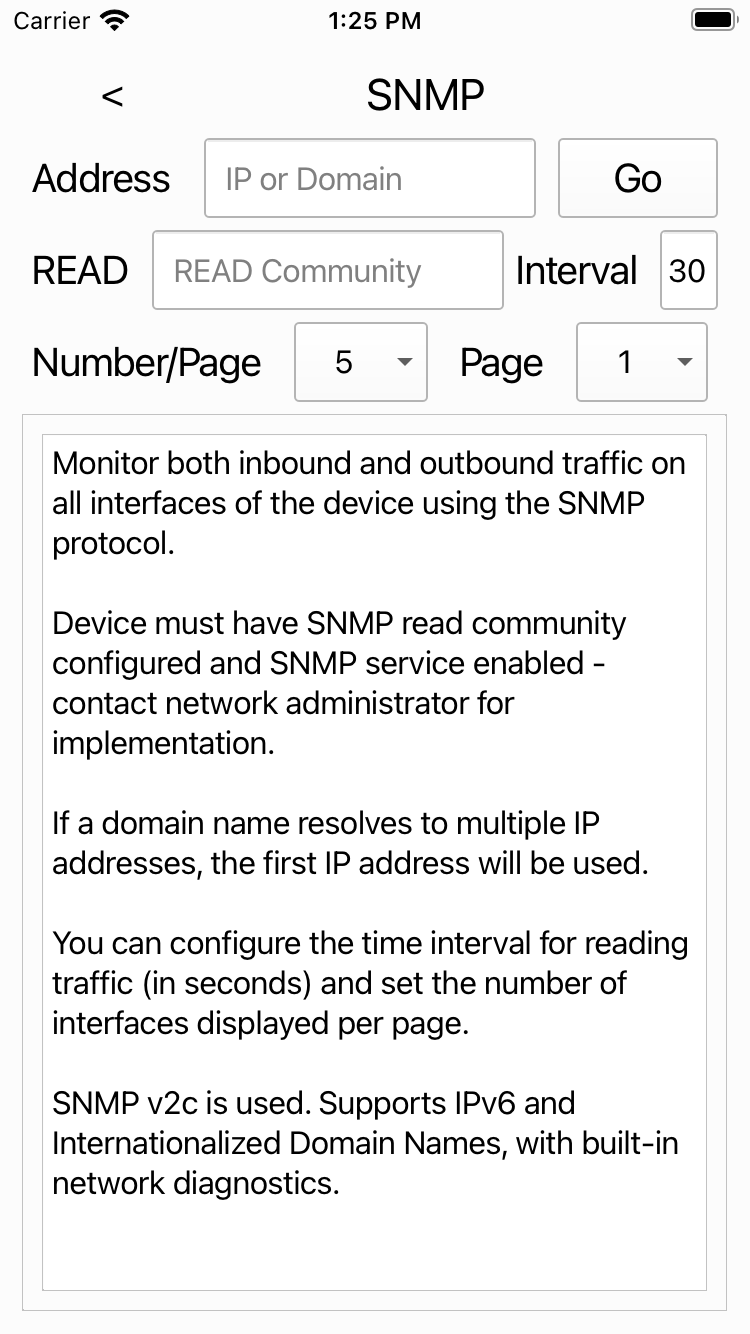 Carrier 1:25 PM
< SNMP
Address IP or Domain Go
READ READ Community Interval 30
Number/Page 5 Page 1
Monitor both inbound and outbound traffic on
all interfaces of the device using the SNMP
protocol.
Device must have SNMP read community
configured and SNMP service enabled -
contact network administrator for
implementation.
If a domain name resolves to multiple IP
addresses, the first IP address will be used.
You can configure the time interval for reading
traffic (in seconds) and set the number of
interfaces displayed per page.
SNMP v2c is used. Supports IPv6 and
Internationalized Domain Names, with built-in
network diagnostics.